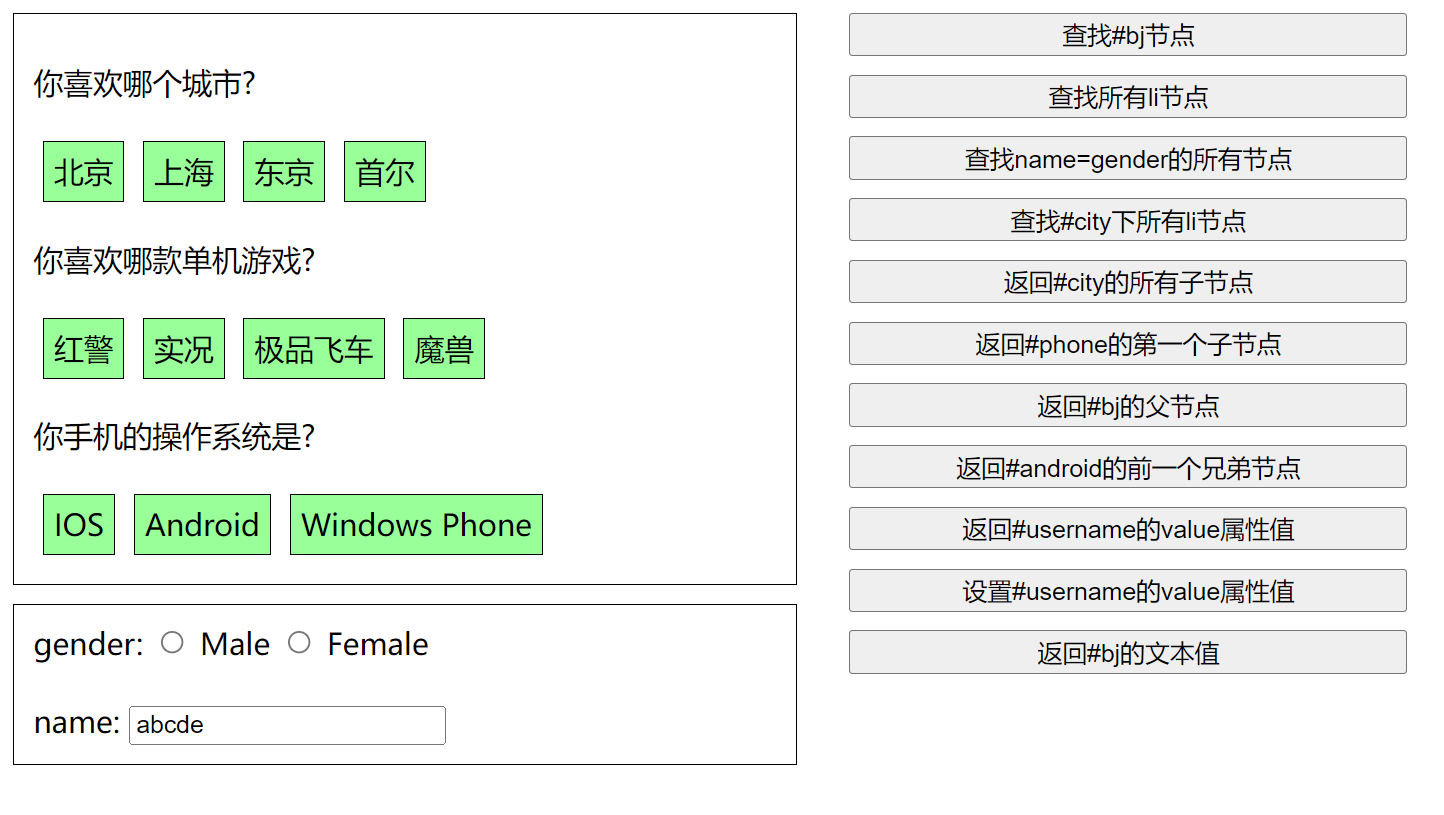 你喜欢哪个城市?
北京 上海 东京 首尔
你喜欢哪款单机游戏?
红警 实况 极品飞车 魔兽
你手机的操作系统是?
IOS Android Windows Phone
gender: Male Female
name: abcde
查找#bj节点
查找所有li节点
查找name=gender的所有节点
查找#city下所有li节点
返回#city的所有子节点
返回#phone的第一个子节点
返回#bj的父节点
返回#android的前一个兄弟节点
返回#username的value属性值
设置#username的value属性值
返回#bj的文本值